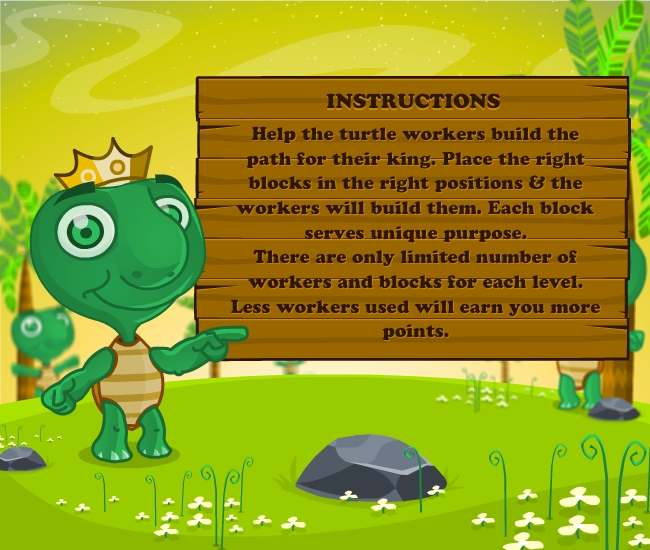 INSTRUCTIONS
Help the turtle workers build the
path for their king. Place the right
blocks in the right positions & the
workers will build them. Each block
serves unique purpose.
There are only limited number of
workers and blocks for each level.
Less workers used will earn you more
points.